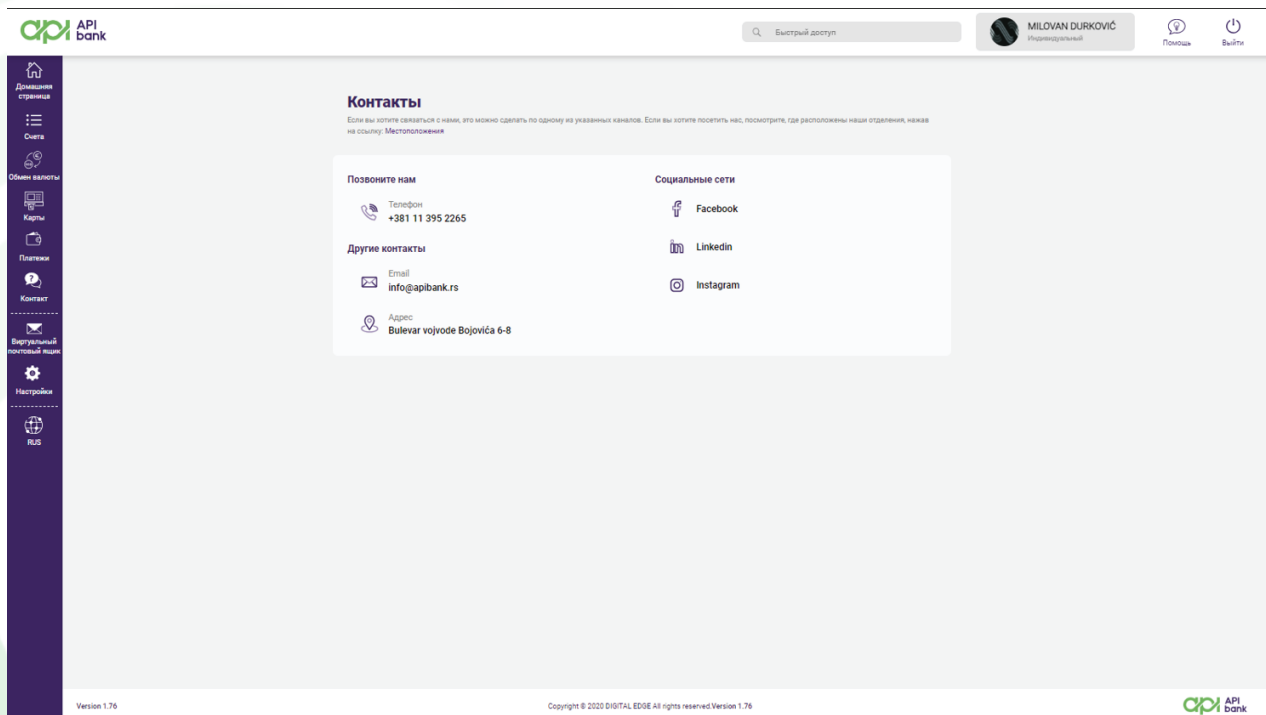 api API
bank
Быстрый доступ
MILOVAN DURKOVIĆ
Индивидуальный
Помощь
Выйти
Домашняя
страница
Счета
Обмен валюты
Карты
Платежи
Контакт
Виртуальный
почтовый ящик
Настройки
RUS
Контакты
Если вы хотите связаться с нами, это можно сделать по одному из указанных каналов. Если вы хотите посетить нас, посмотрите, где расположены наши отделения, нажав
на ссылку: Местоположения
Позвоните нам
Телефон
+381 11 395 2265
Другие контакты
Email
info@apibank.rs
Адрес
Bulevar vojvode Bojovića 6-8
Социальные сети
Facebook
Linkedin
Instagram
Version 1.76
Copyright © 2020 DIGITAL EDGE All rights reserved.Version 1.76
api API
bank